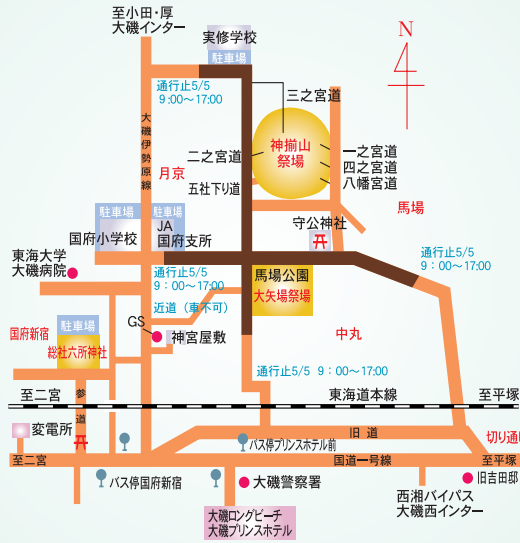 至小田・厚
大磯インター
実修学校
駐車場
N
通行止5/5
9:00〜17:00
三之宮道
大磯伊勢原線
神揃山
祭場
二之宮道
一之宮道
四之宮道
八幡宮道
月京
五社下り道
馬場
駐車場
駐車場
守公神社
国府小学校
JA
国府支所
東海大学
大磯病院
通行止5/5
9：00〜17:00
通行止5/5
9：00〜17:00
馬場公園
大矢場祭場
近道（車不可）
GS
神宮屋敷
国府新宿
駐車場
総社六所神社
中丸
通行止5/5 9：00〜17:00
至二宮
参道
東海道本線
至平塚
変電所
旧道
切り通し
バス停プリンスホテル前
至二宮
国道一号線
至平塚
バス停国府新宿
大磯警察署
旧吉田邸
西湘バイパス
大磯西インター
大磯ロングビーチ
大磯プリンスホテル